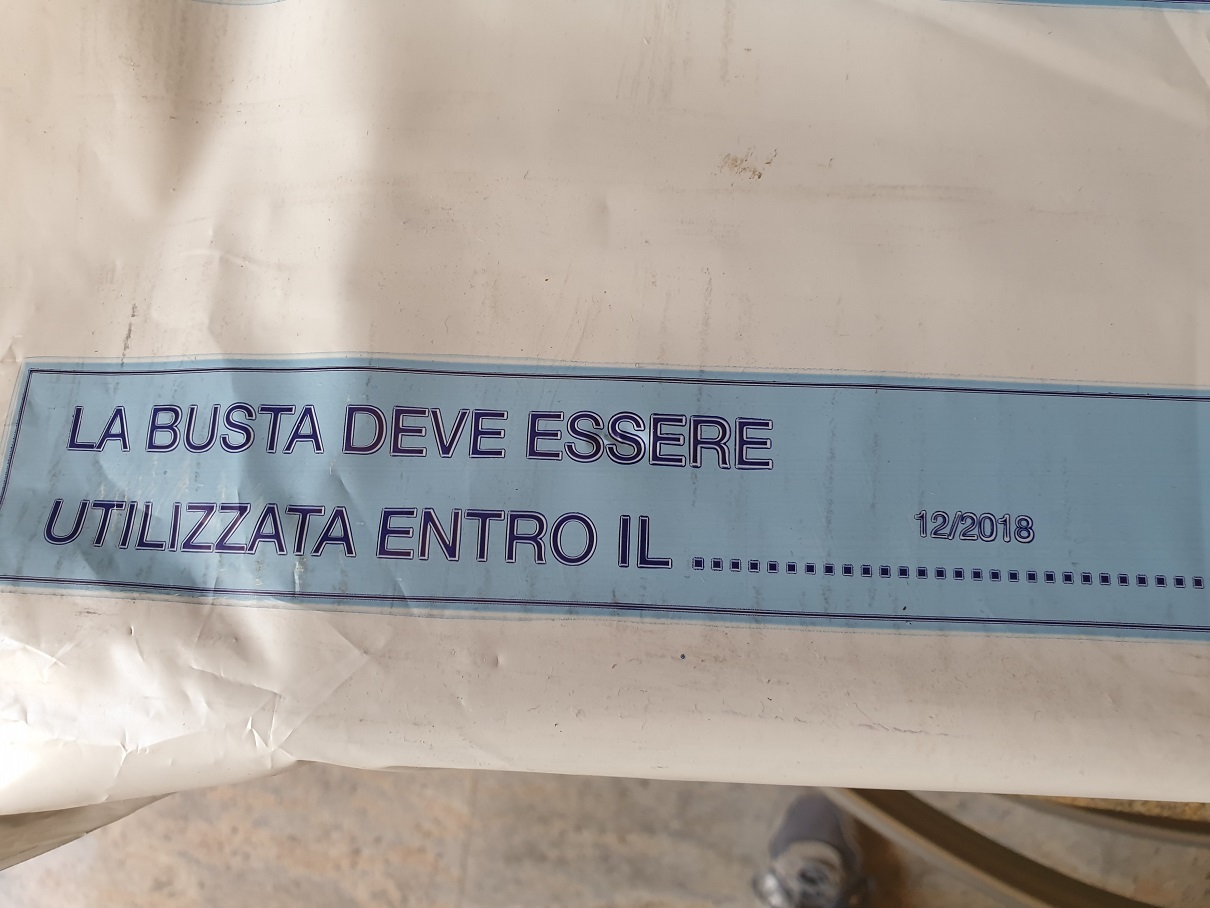 LA BUSTA DEVE ESSERE
UTILIZZATA ENTRO IL ............................ 12/2018